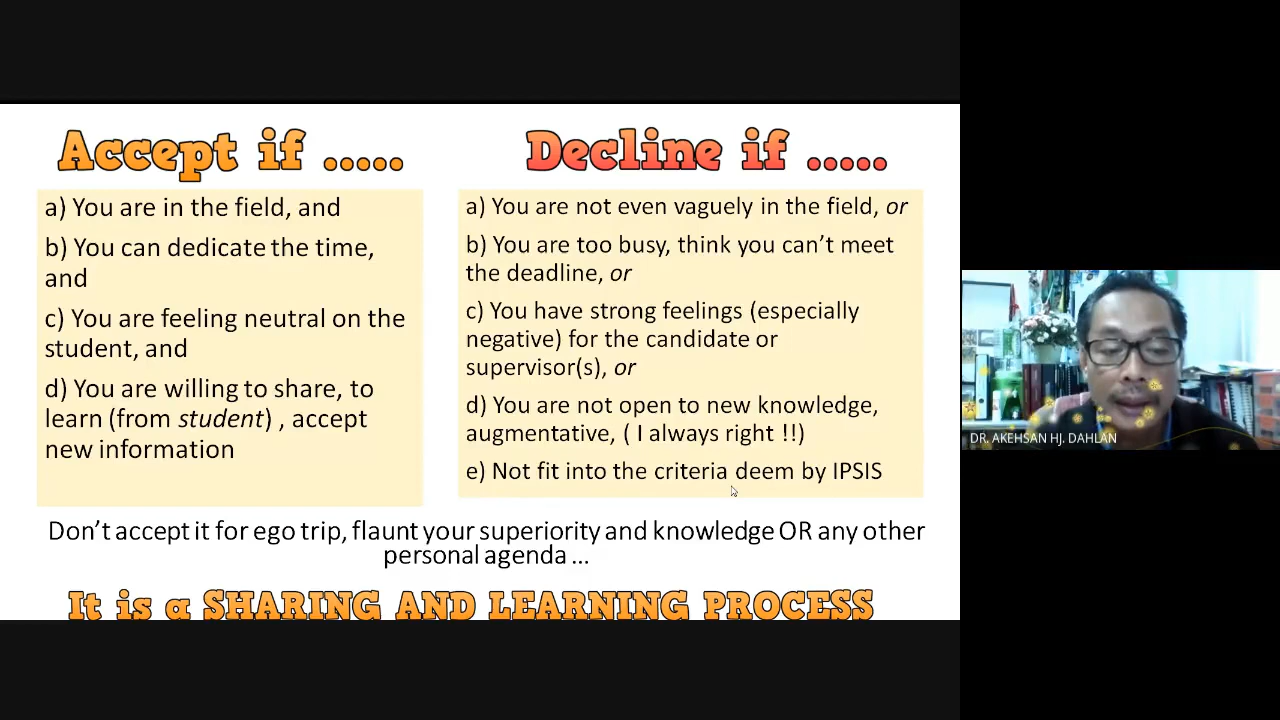 Accept if .....
a) You are in the field, and
b) You can dedicate the time,
and
c) You are feeling neutral on the
student, and
d) You are willing to share, to
learn (from student) , accept
new information
Decline if .....
a) You are not even vaguely in the field, or
b) You are too busy, think you can’t meet
the deadline, or
c) You have strong feelings (especially
negative) for the candidate or
supervisor(s), or
d) You are not open to new knowledge,
augmentative, ( I always right !!)
e) Not fit into the criteria deem by IPSIS
Don’t accept it for ego trip, flaunt your superiority and knowledge OR any other
personal agenda ...
It is a SHARING AND LEARNING PROCESS
DR. AKEHSAN HJ. DAHLAN